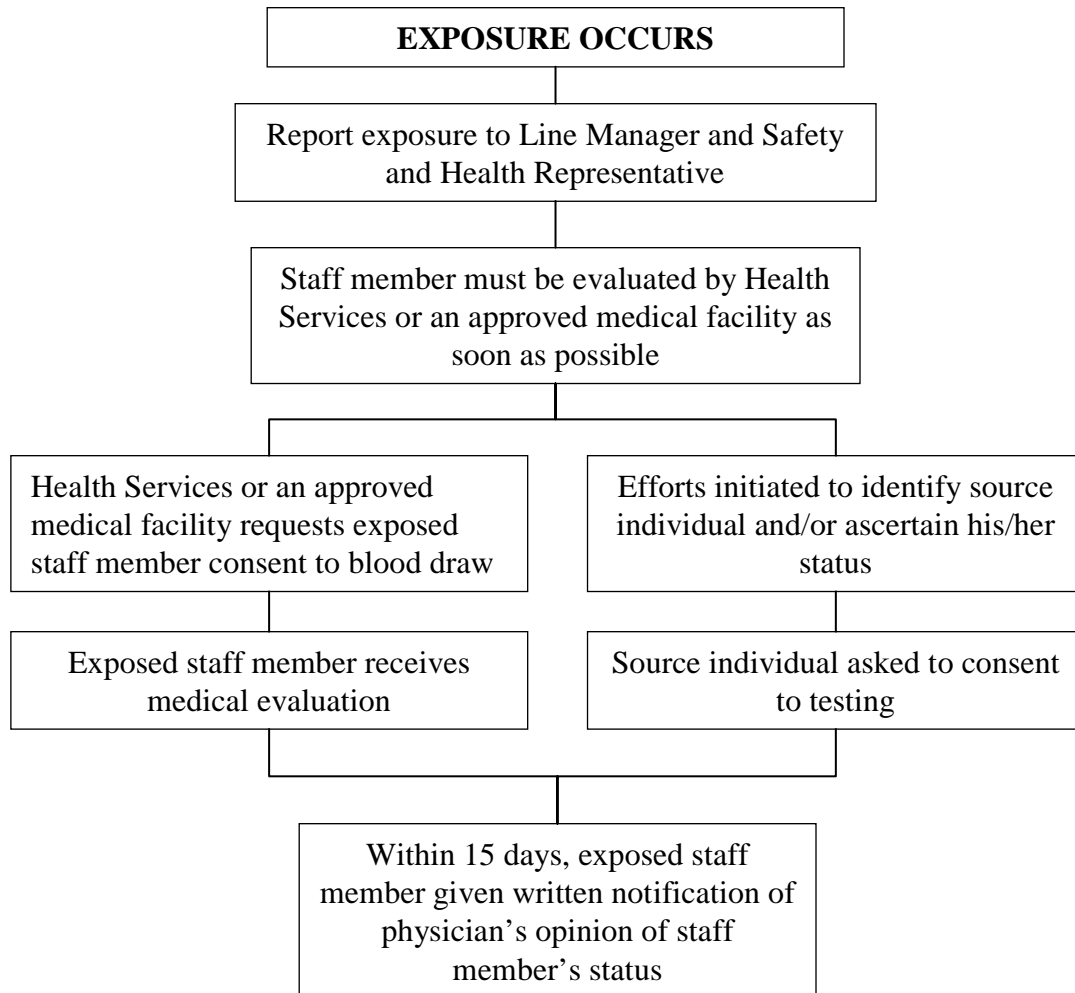 EXPOSURE OCCURS
Report exposure to Line Manager and Safety
and Health Representative
Staff member must be evaluated by Health
Services or an approved medical facility as
soon as possible
Health Services or an approved
medical facility requests exposed
staff member consent to blood draw
Efforts initiated to identify source
individual and/or ascertain his/her
status
Exposed staff member receives
medical evaluation
Source individual asked to consent
to testing
Within 15 days, exposed staff
member given written notification of
physician’s opinion of staff
member’s status